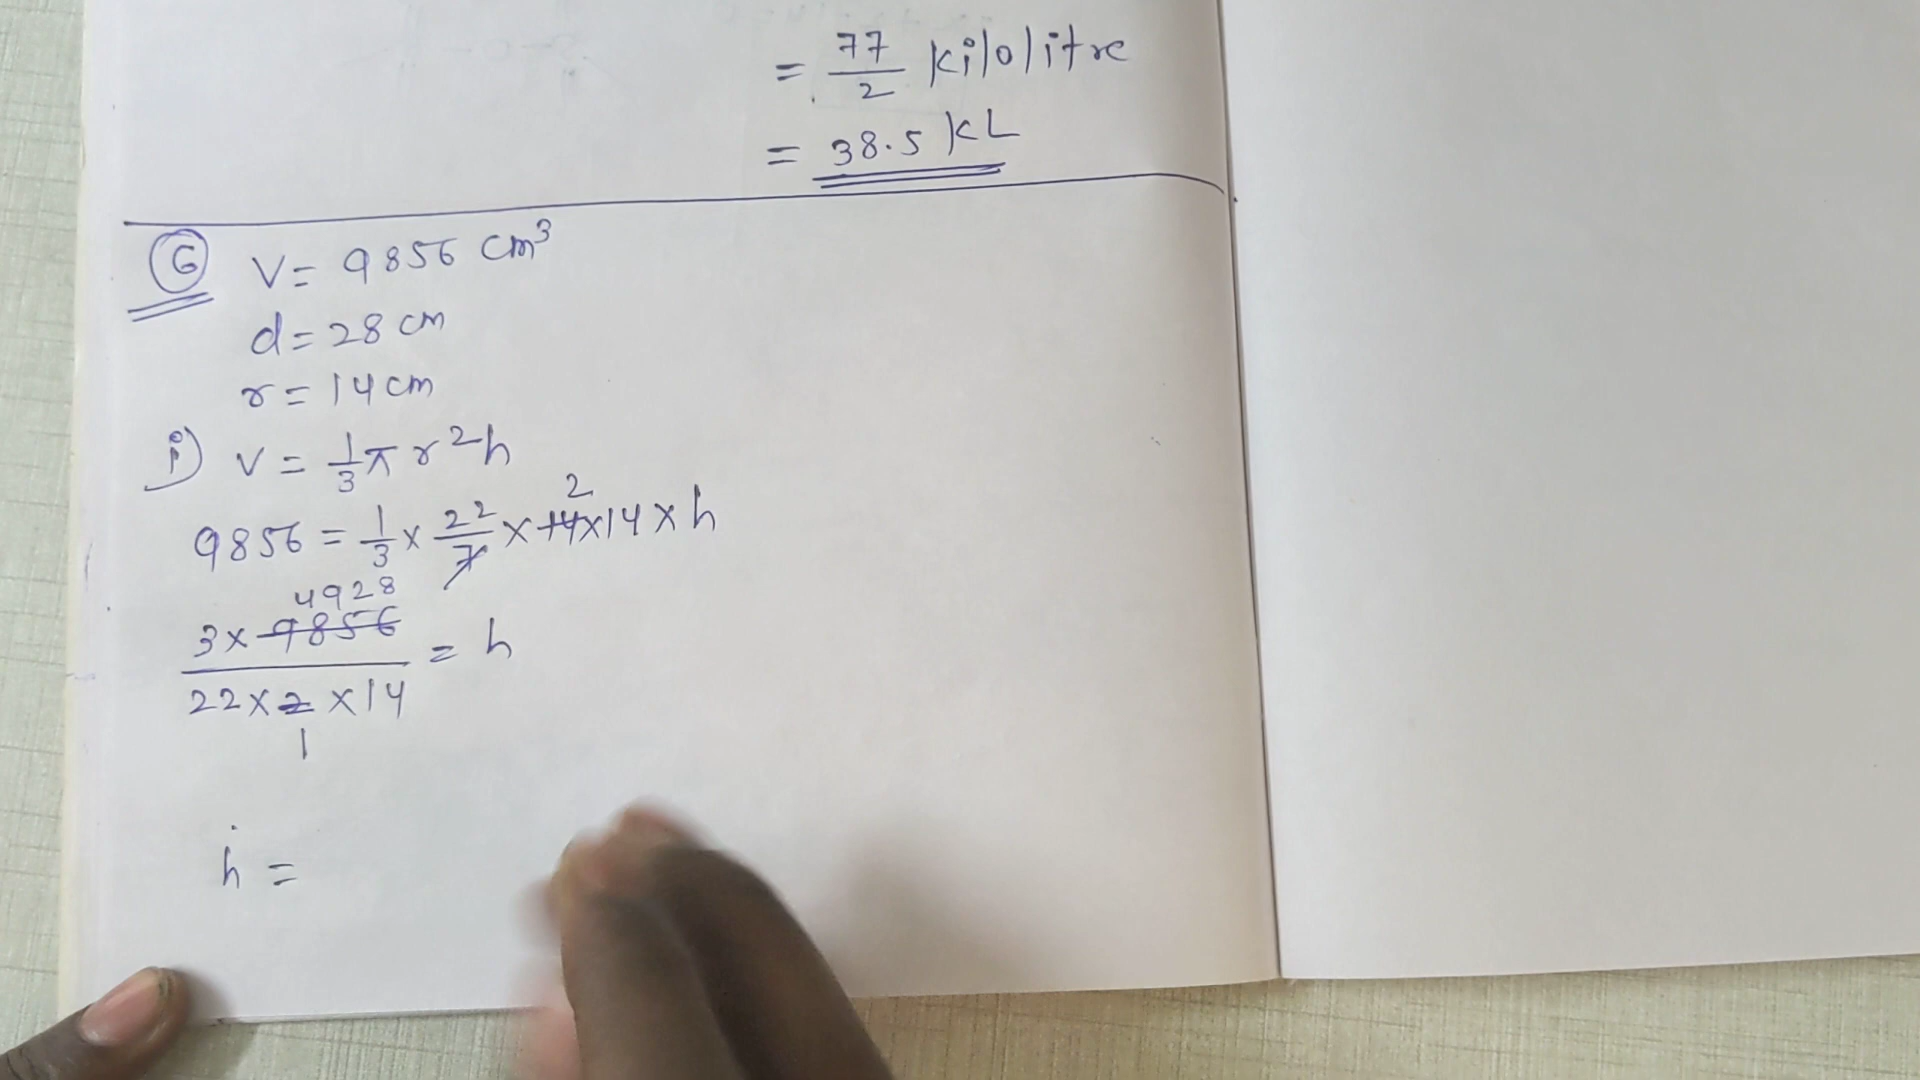 = 77/2 kilolitre
= 38.5 KL
6 V = 9856 cm³
d = 28 cm
r = 14 cm
i) V = 1/3 π r²h
2
9856 = 1/3 × 22/7 × 14 × 14 × h
4928
3 × 9856
= h
22 × 2 × 14
1
h =